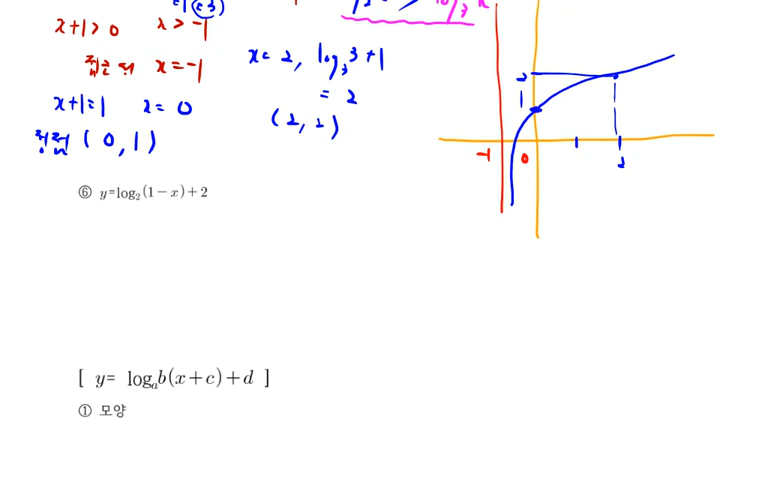 x+1>0 x>-1
점근선 x=-1
x=2, log₃3+1
= 2
(2, 2)
x+1=1 x=0
정점 (0, 1)
2
1
-1 0 2
⑥ y=log₂(1-x)+2
[ y= logₐb(x+c)+d ]
① 모양